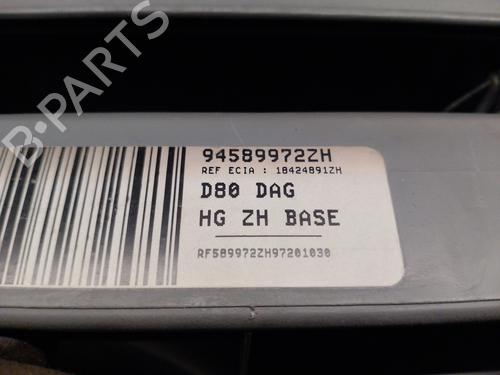 B-PARTS
94589972ZH
REF ECIA : 18424891ZH
D80 DAG
HG ZH BASE
RF589972ZH97201030